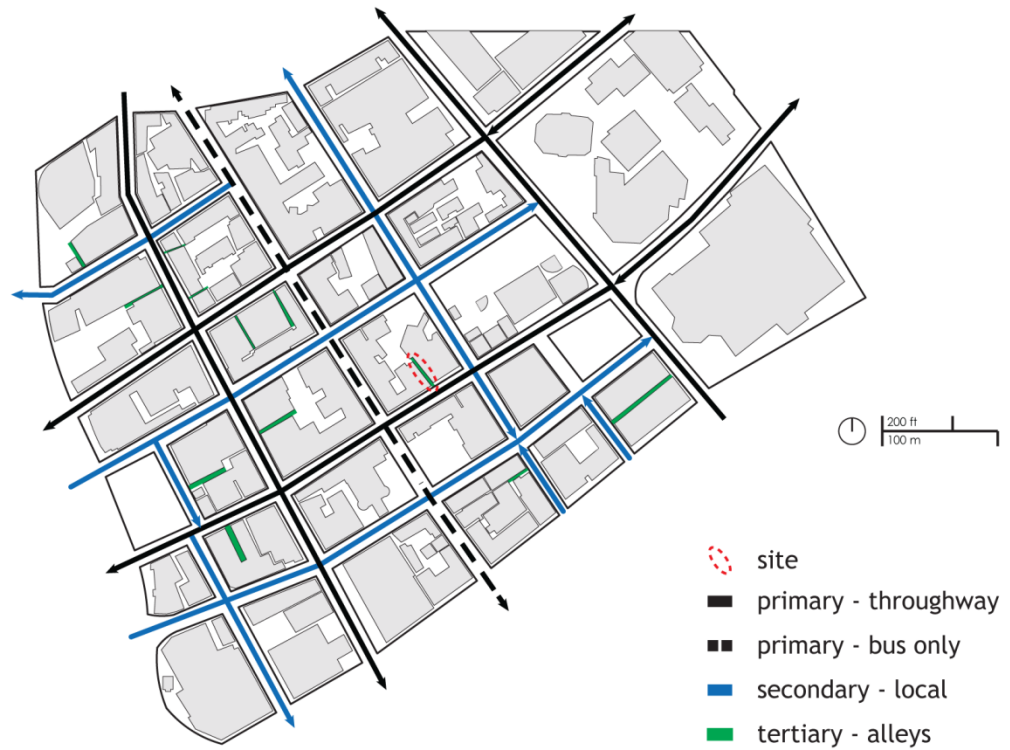 200 ft
100 m
site
primary - throughway
primary - bus only
secondary - local
tertiary - alleys